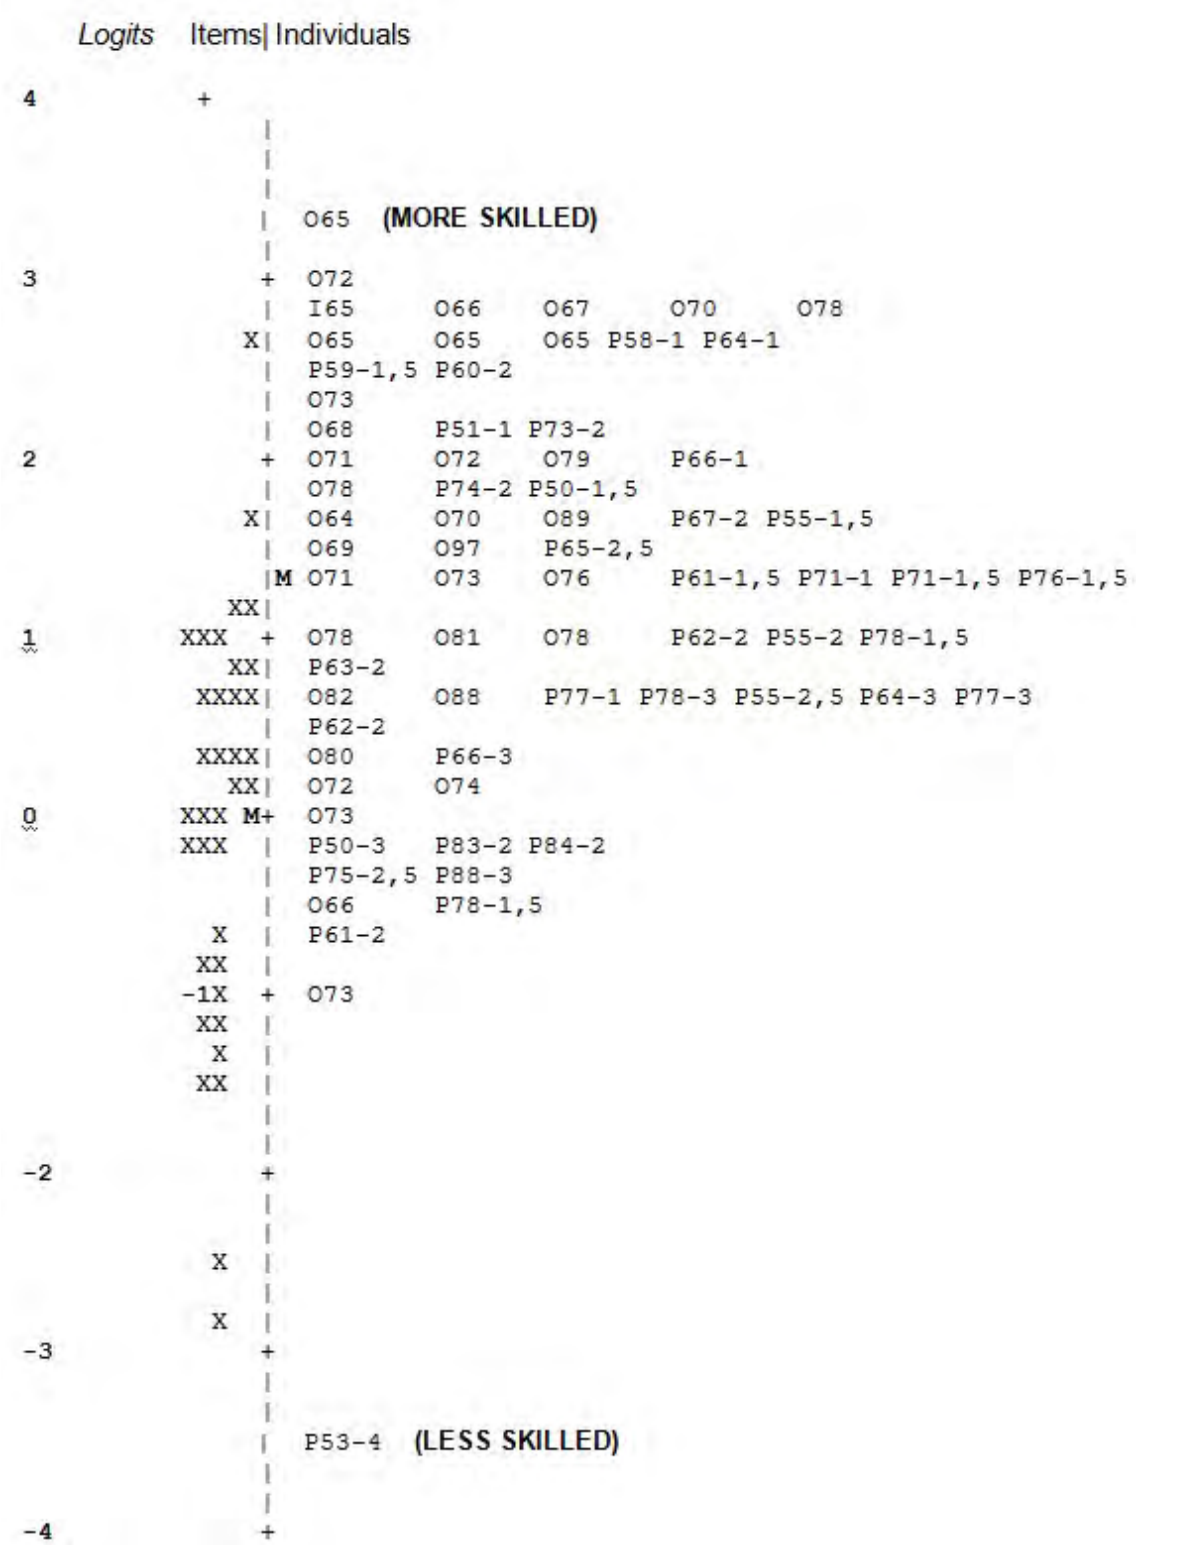 Logits Items| Individuals
4 +
|
|
|
| O65 (MORE SKILLED)
|
3 + O72
| I65 O66 O67 O70 O78
X| O65 O65 O65 P58-1 P64-1
| P59-1,5 P60-2
| O73
| O68 P51-1 P73-2
2 + O71 O72 O79 P66-1
| O78 P74-2 P50-1,5
X| O64 O70 O89 P67-2 P55-1,5
| O69 O97 P65-2,5
|M O71 O73 O76 P61-1,5 P71-1 P71-1,5 P76-1,5
XX|
1 XXX + O78 O81 O78 P62-2 P55-2 P78-1,5
XX| P63-2
XXXX| O82 O88 P77-1 P78-3 P55-2,5 P64-3 P77-3
| P62-2
XXXX| O80 P66-3
XX| O72 O74
0 XXX M+ O73
XXX | P50-3 P83-2 P84-2
| P75-2,5 P88-3
| O66 P78-1,5
X | P61-2
XX |
-1X + O73
XX |
X |
XX |
|
|
-2 +
|
|
X |
|
X |
-3 +
|
|
| P53-4 (LESS SKILLED)
|
|
-4 +